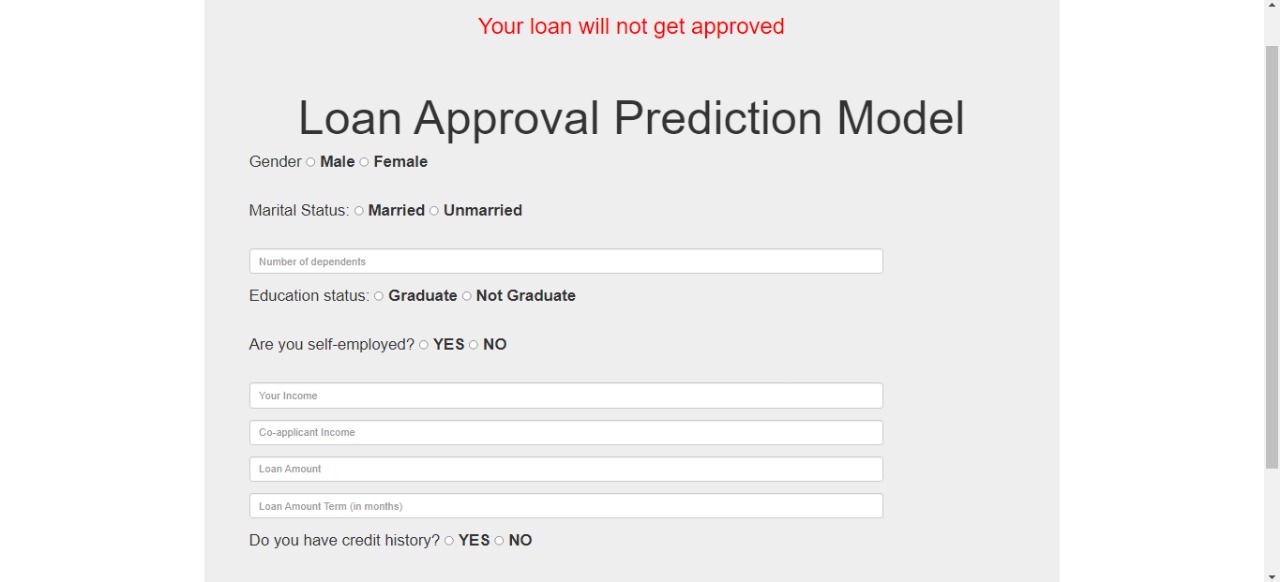 Your loan will not get approved
Loan Approval Prediction Model
Gender Male Female
Marital Status: Married Unmarried
Number of dependents
Education status: Graduate Not Graduate
Are you self-employed? YES NO
Your Income
Co-applicant Income
Loan Amount
Loan Amount Term (in months)
Do you have credit history? YES NO